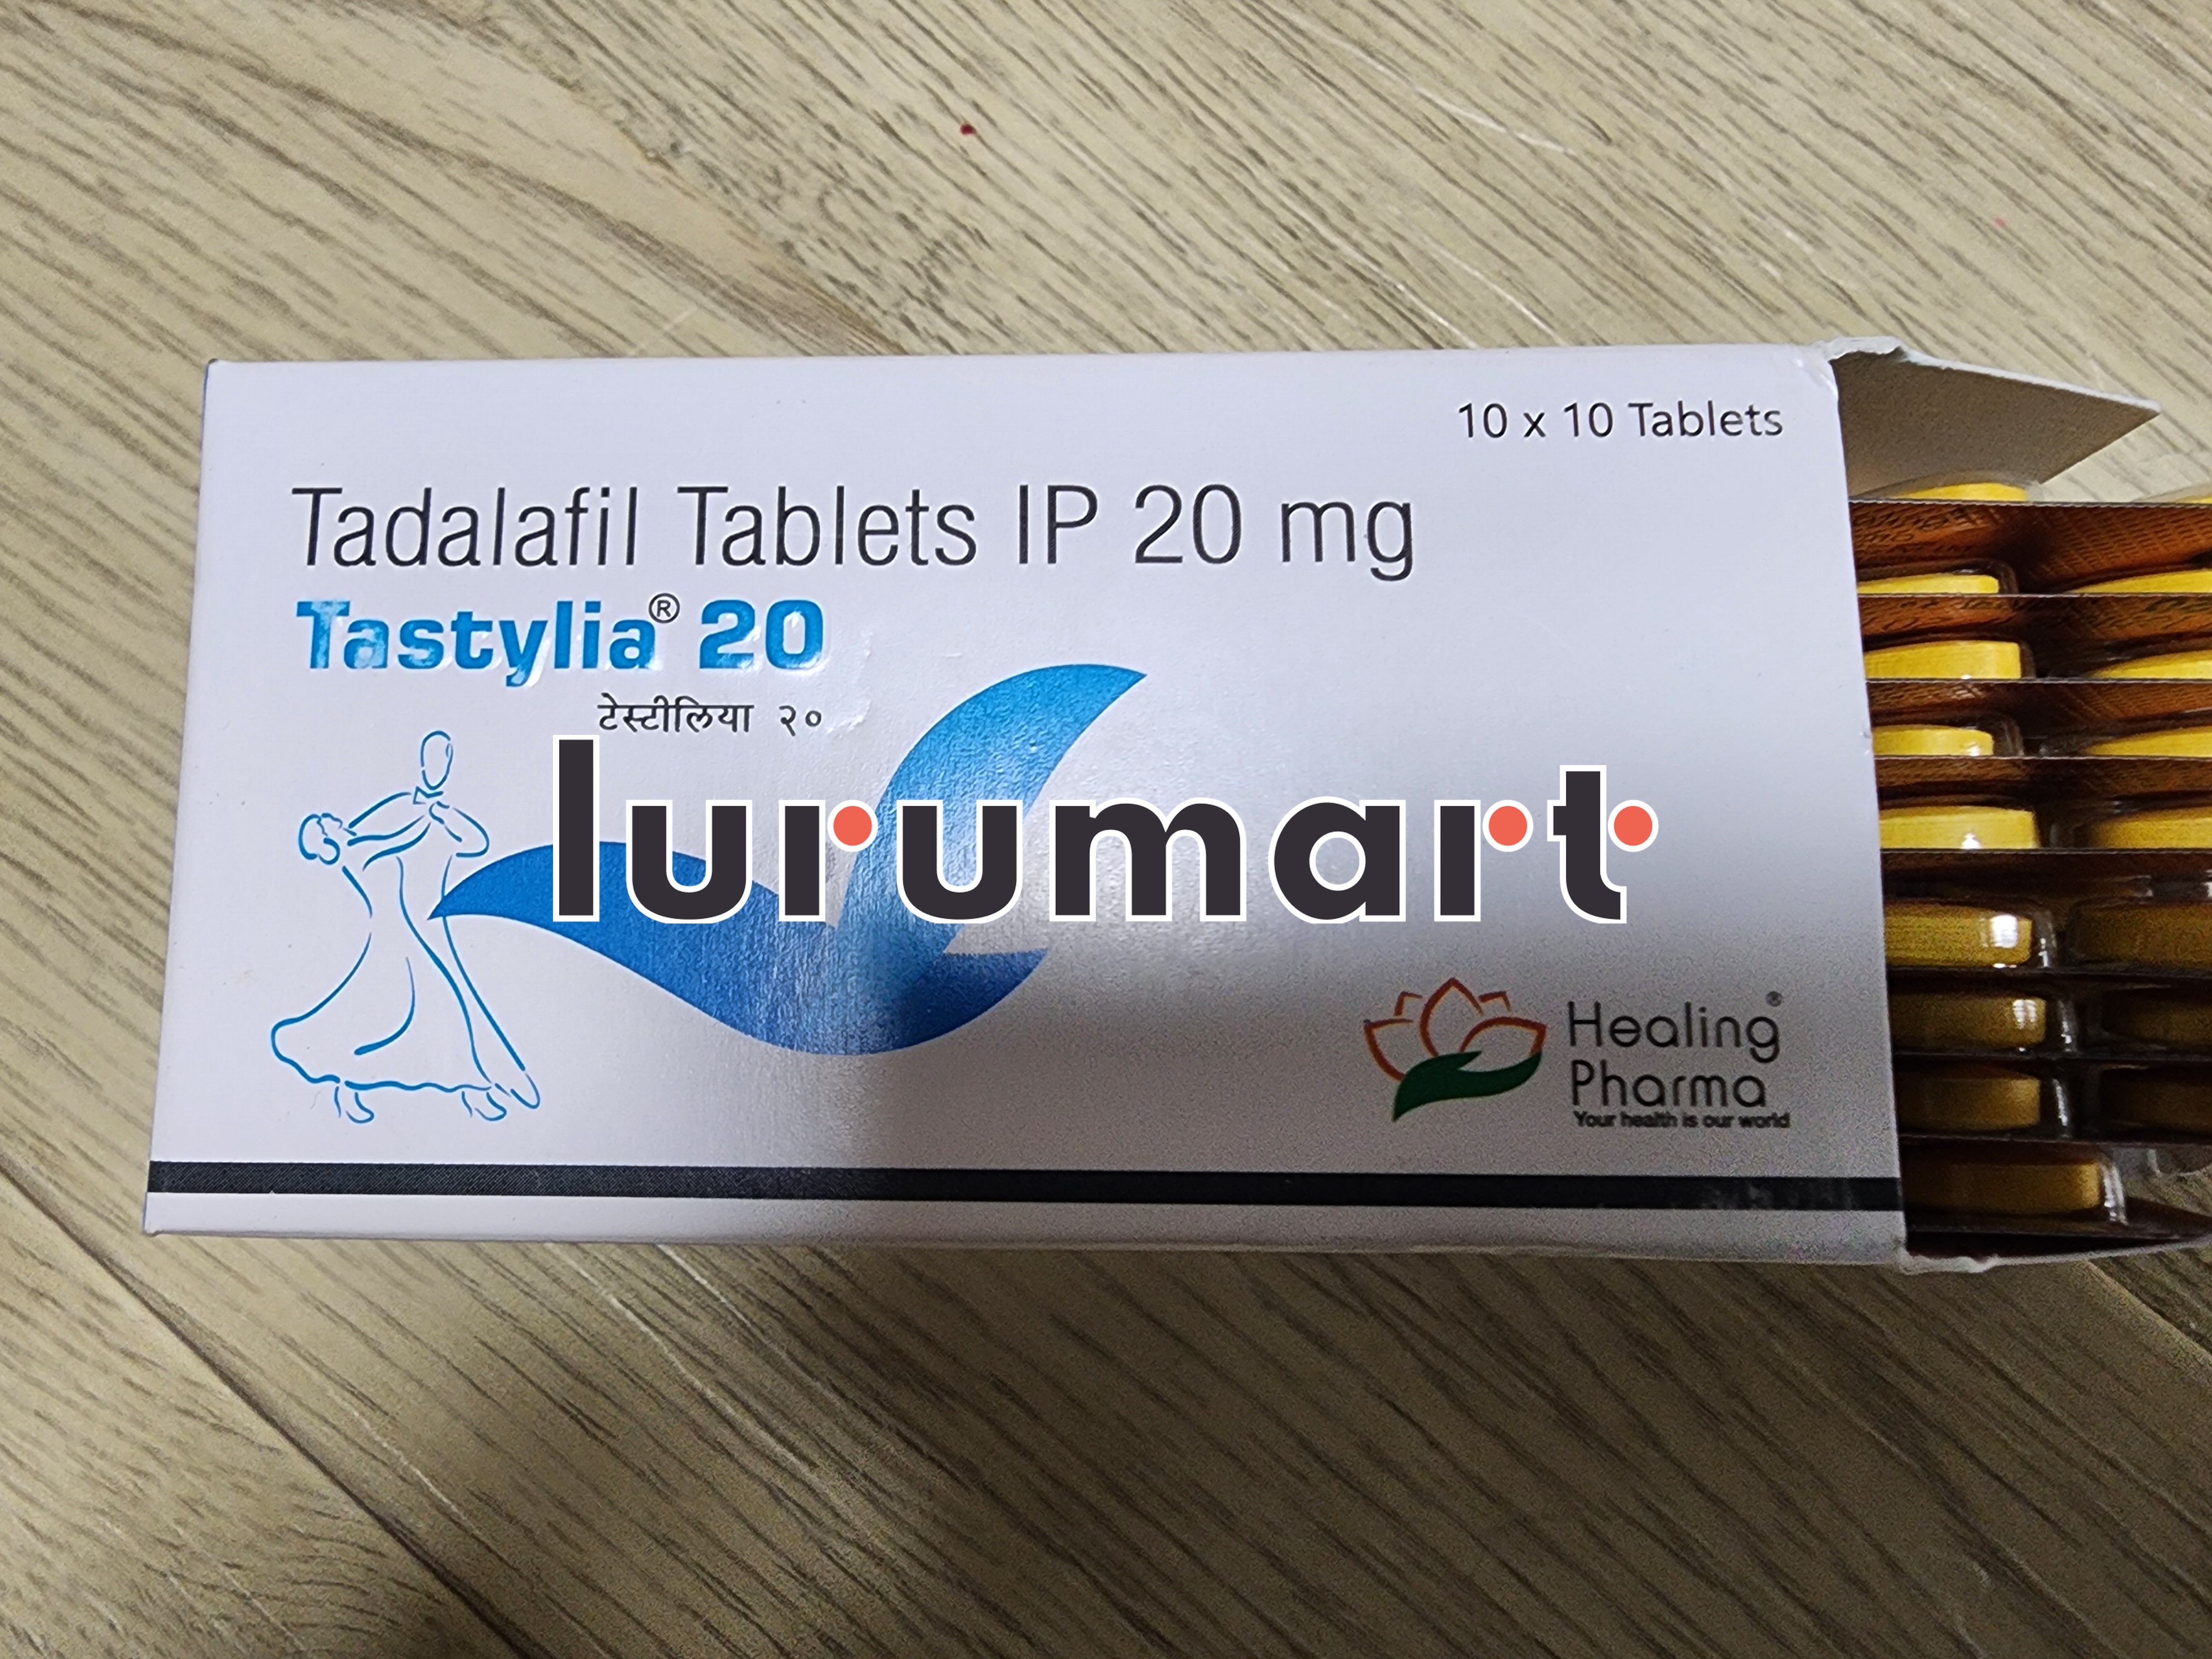 10 x 10 Tablets
Tadalafil Tablets IP 20 mg
Tastylia® 20
टेस्टीलिया २०
lurumart
Healing®
Pharma
Your health is our world